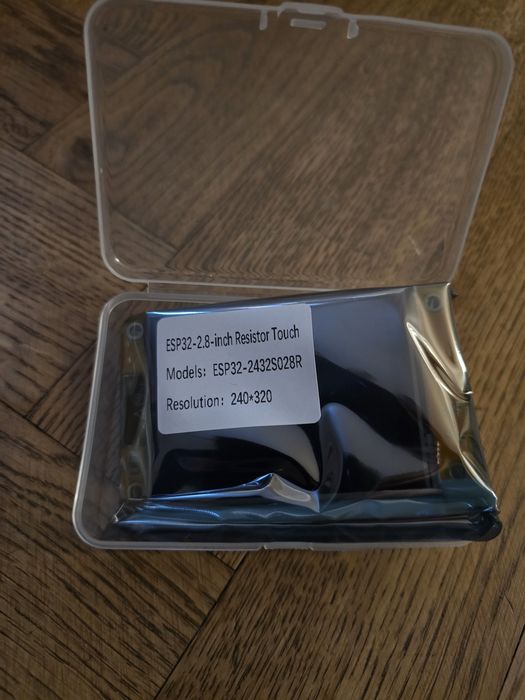 ESP32-2.8-inch Resistor Touch
Models： ESP32-2432S028R
Resolution： 240*320